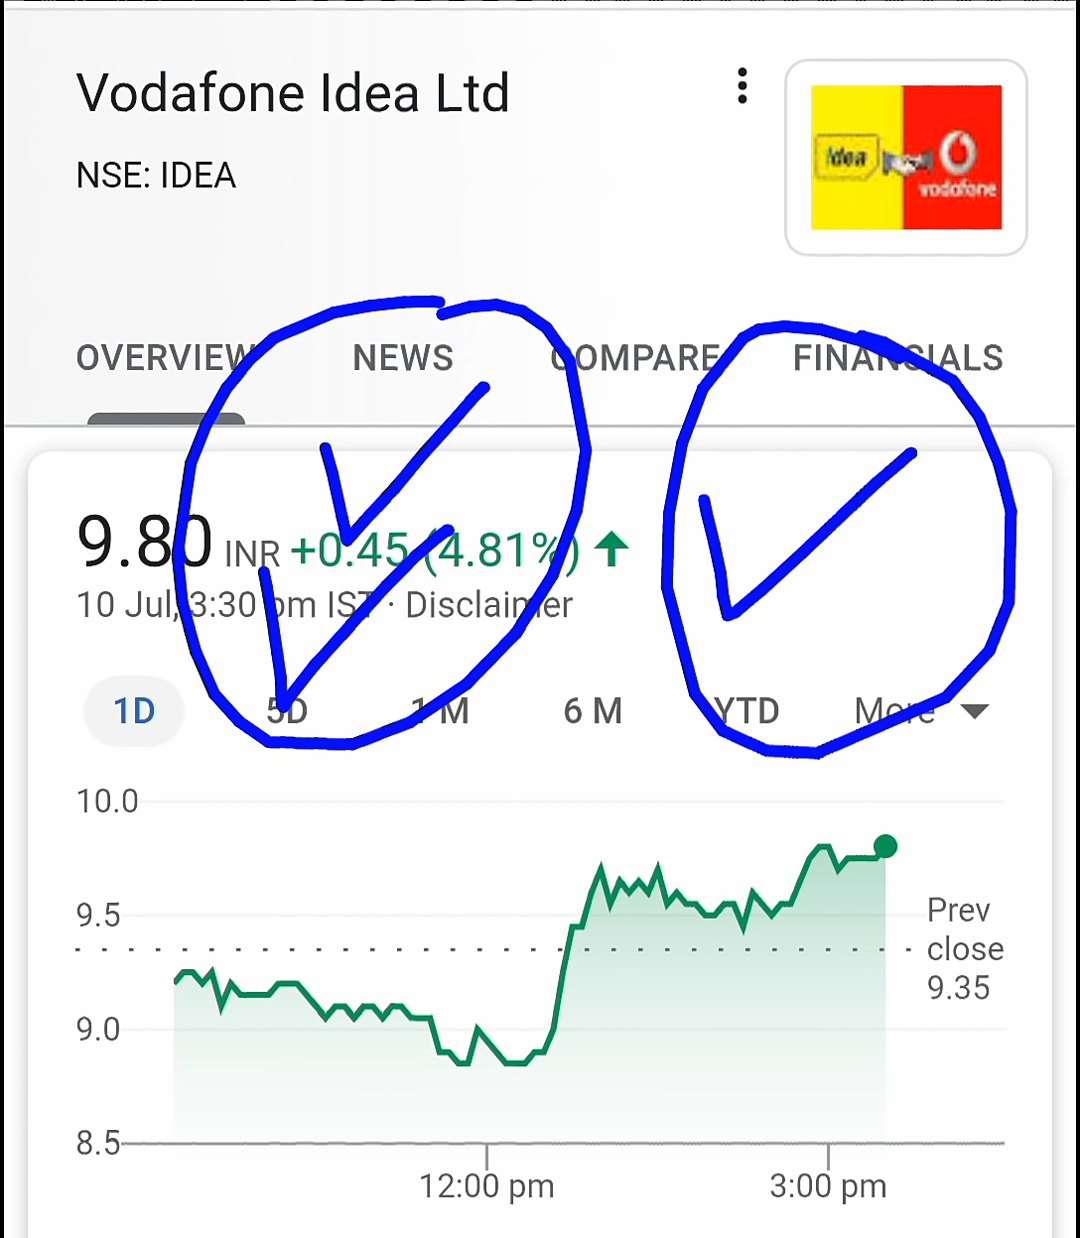 Vodafone Idea Ltd
NSE: IDEA
Idea
vodafone
OVERVIEW NEWS COMPARE FINANCIALS
9.80 INR +0.45 (4.81%)
10 Jul, 3:30 pm IST · Disclaimer
1D 5D 1 M 6 M YTD More
10.0
9.5
9.0
8.5
Prev
close
9.35
12:00 pm 3:00 pm